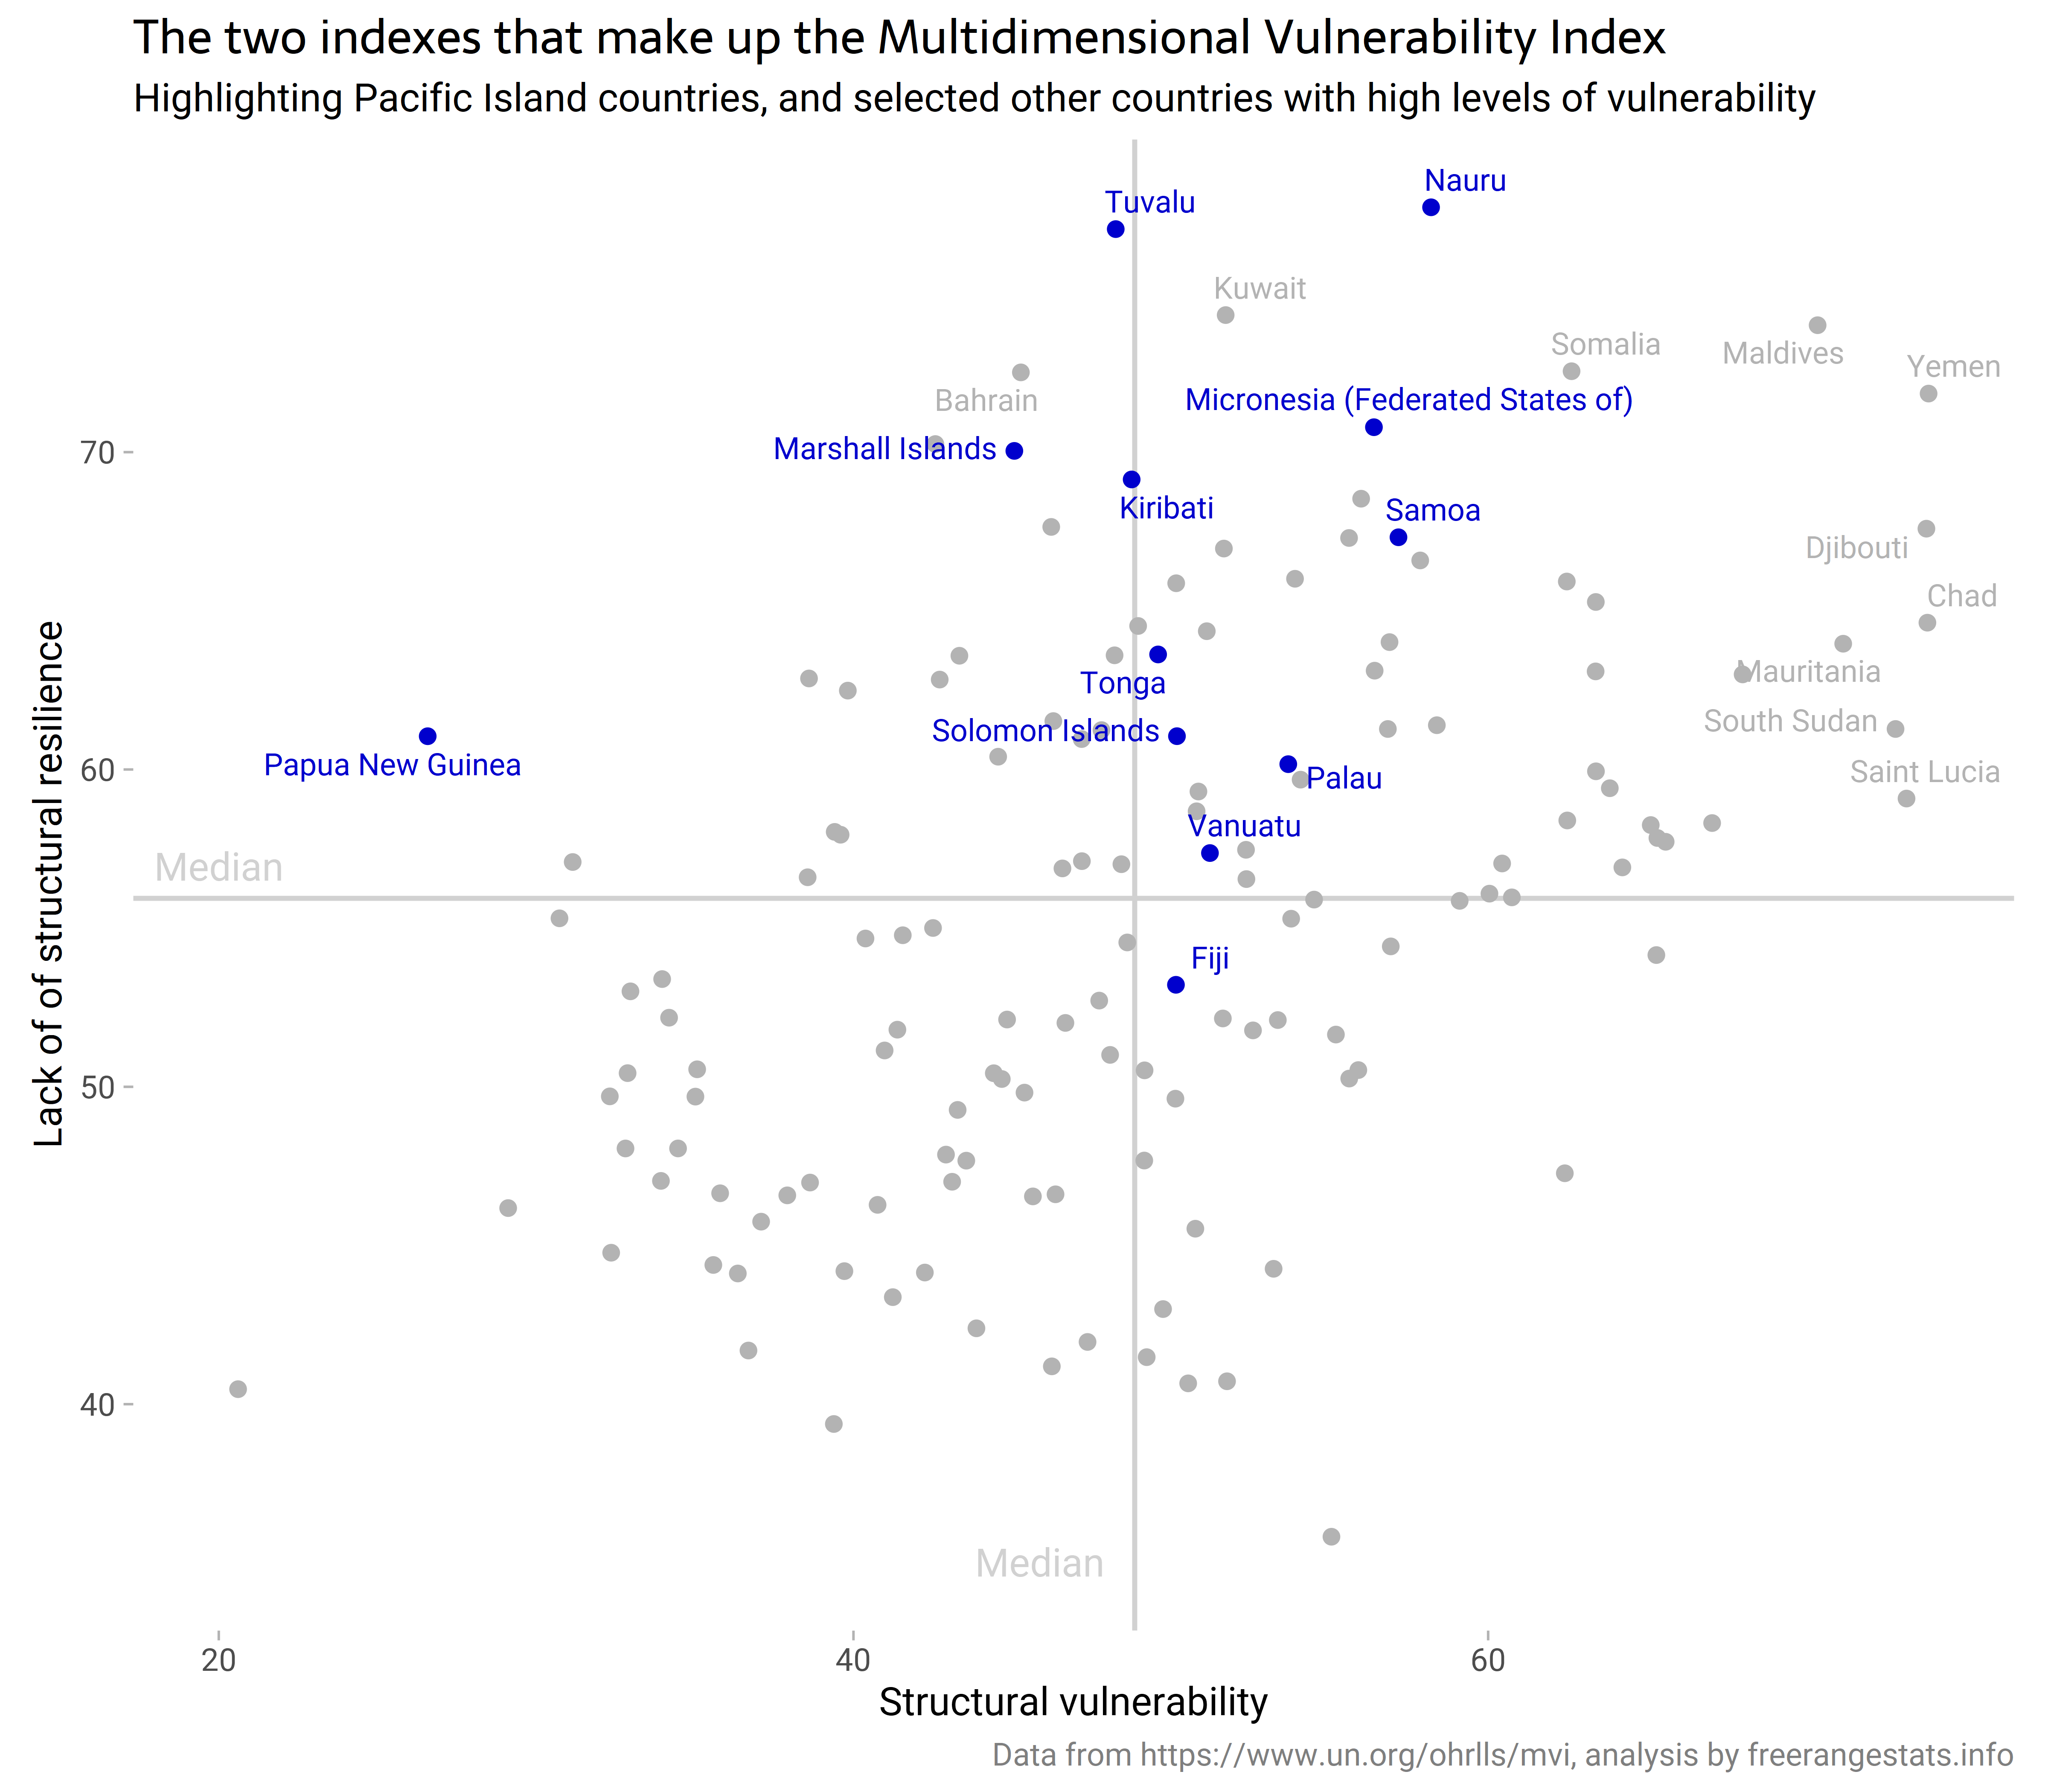 The two indexes that make up the Multidimensional Vulnerability Index
Highlighting Pacific Island countries, and selected other countries with high levels of vulnerability
Nauru
Tuvalu
Kuwait
Somalia
Maldives
Yemen
Bahrain
Micronesia (Federated States of)
Marshall Islands
70
Kiribati
Samoa
Djibouti
Chad
Mauritania
Tonga
South Sudan
Solomon Islands
Papua New Guinea
60
Palau
Saint Lucia
Vanuatu
Median
Lack of of structural resilience
Fiji
50
40
Median
20
40
60
Structural vulnerability
Data from https://www.un.org/ohrlls/mvi, analysis by freerangestats.info